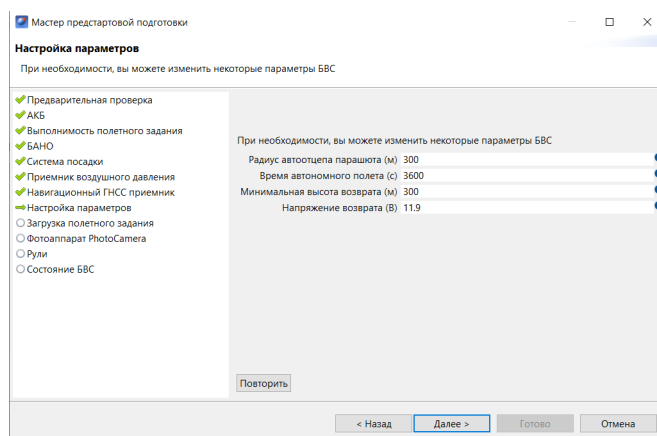 Мастер предстартовой подготовки
Настройка параметров
При необходимости, вы можете изменить некоторые параметры БВС
Предварительная проверка
АКБ
Выполнимость полетного задания
БАНО
Система посадки
Приемник воздушного давления
Навигационный ГНСС приемник
Настройка параметров
Загрузка полетного задания
Фотоаппарат PhotoCamera
Рули
Состояние БВС
При необходимости, вы можете изменить некоторые параметры БВС
Радиус автоотцепа парашюта (м) 300
Время автономного полета (с) 3600
Минимальная высота возврата (м) 300
Напряжение возврата (В) 11.9
Повторить
< Назад Далее > Готово Отмена